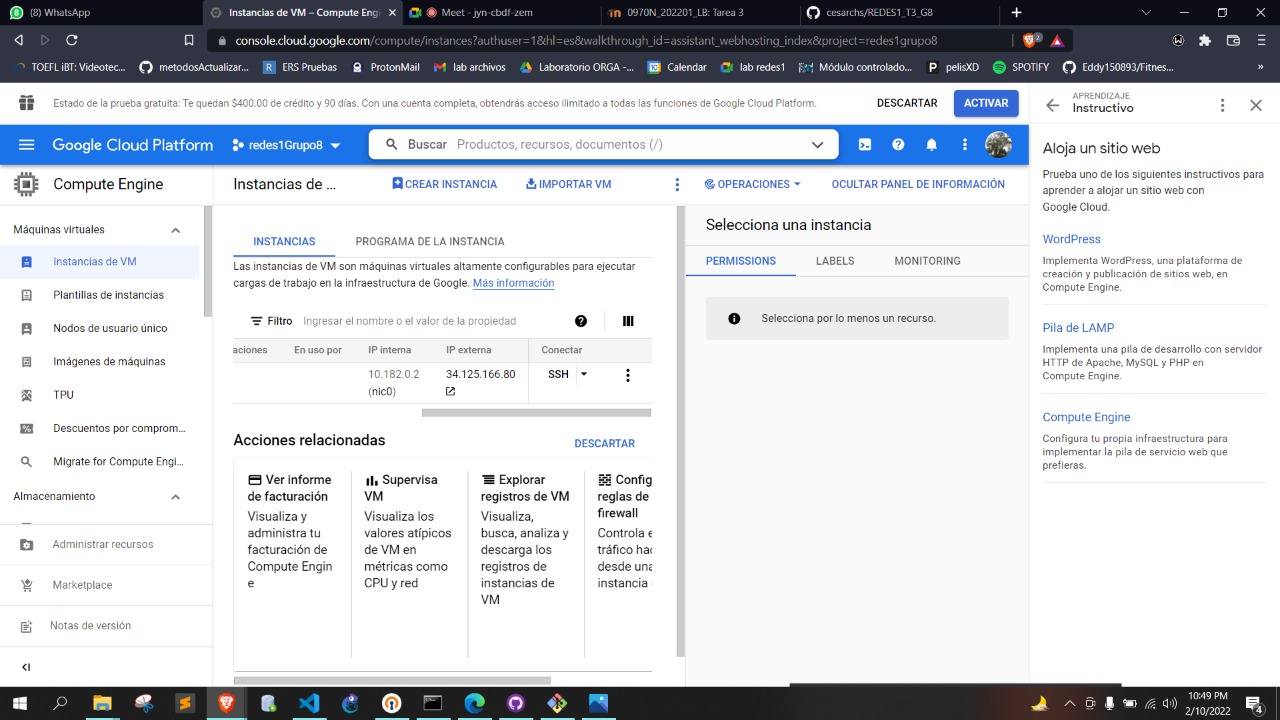 (8) WhatsApp
Instancias de VM – Compute Engi
Meet - jyn-cbdf-zem
0970N_202201_LB: Tarea 3
cesarchs/REDES1_T3_G8
console.cloud.google.com/compute/instances?authuser=1&hl=es&walkthrough_id=assistant_webhosting_index&project=redes1grupo8
2
TOEFL iBT: Videotec...
metodosActualizar...
ERS Pruebas
ProtonMail
lab archivos
Laboratorio ORGA -...
Calendar
lab redes1
Módulo controlado...
pelisXD
SPOTIFY
Eddy150893/Fitnes...
»
Estado de la prueba gratuita: Te quedan $400.00 de crédito y 90 días. Con una cuenta completa, obtendrás acceso ilimitado a todas las funciones de Google Cloud Platform.
DESCARTAR
ACTIVAR
Google Cloud Platform
redes1Grupo8
Buscar Productos, recursos, documentos (/)
Compute Engine
Máquinas virtuales
Instancias de VM
Plantillas de instancias
Nodos de usuario único
Imágenes de máquinas
TPU
Descuentos por comprom...
Migrate for Compute Engi...
Almacenamiento
Administrar recursos
Marketplace
Notas de versión
Instancias de ...
CREAR INSTANCIA
IMPORTAR VM
OPERACIONES
OCULTAR PANEL DE INFORMACIÓN
INSTANCIAS
PROGRAMA DE LA INSTANCIA
Las instancias de VM son máquinas virtuales altamente configurables para ejecutar
cargas de trabajo en la infraestructura de Google. Más información
Filtro Ingresar el nombre o el valor de la propiedad
aciones En uso por IP interna IP externa Conectar
10.182.0.2 34.125.166.80 SSH
(nic0)
Acciones relacionadas
DESCARTAR
Ver informe
de facturación
Visualiza y
administra tu
facturación de
Compute Engin
e
Supervisa
VM
Visualiza los
valores atípicos
de VM en
métricas como
CPU y red
Explorar
registros de VM
Visualiza,
busca, analiza y
descarga los
registros de
instancias de
VM
Config
reglas de
firewall
Controla e
tráfico hac
desde una
instancia
Selecciona una instancia
PERMISSIONS
LABELS
MONITORING
Selecciona por lo menos un recurso.
APRENDIZAJE
Instructivo
Aloja un sitio web
Prueba uno de los siguientes instructivos para
aprender a alojar un sitio web con
Google Cloud.
WordPress
Implementa WordPress, una plataforma de
creación y publicación de sitios web, en
Compute Engine.
Pila de LAMP
Implementa una pila de desarrollo con servidor
HTTP de Apache, MySQL y PHP en
Compute Engine.
Compute Engine
Configura tu propia infraestructura para
implementar la pila de servicio web que
prefieras.
10:49 PM
2/10/2022
4